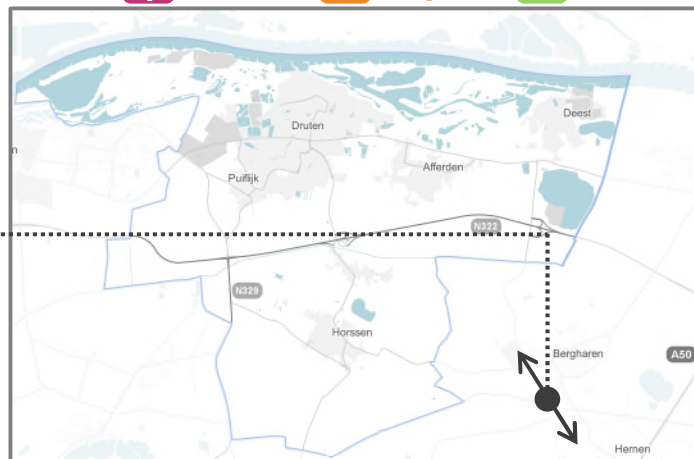 Druten
Deest
Afferden
Puiflijk
N322
N329
Horssen
Bergharen
A50
Hernen